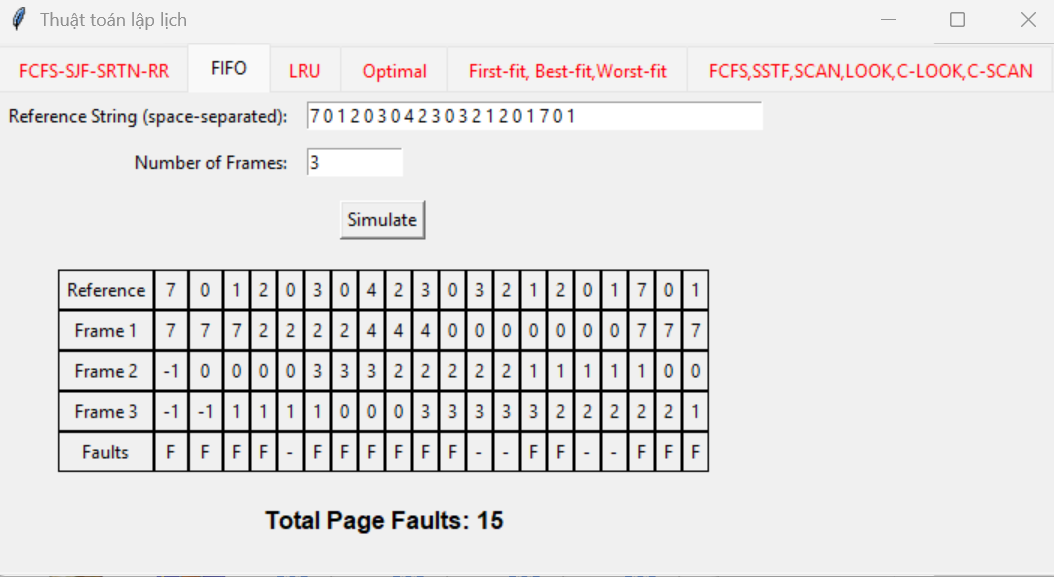 Thuật toán lập lịch
FCFS-SJF-SRTN-RR FIFO LRU Optimal First-fit, Best-fit,Worst-fit FCFS,SSTF,SCAN,LOOK,C-LOOK,C-SCAN
Reference String (space-separated): 7 0 1 2 0 3 0 4 2 3 0 3 2 1 2 0 1 7 0 1
Number of Frames: 3
Simulate
Reference 7 0 1 2 0 3 0 4 2 3 0 3 2 1 2 0 1 7 0 1
Frame 1 7 7 7 2 2 2 2 4 4 4 0 0 0 0 0 0 0 7 7 7
Frame 2 -1 0 0 0 0 3 3 3 2 2 2 2 2 1 1 1 1 1 0 0
Frame 3 -1 -1 1 1 1 1 0 0 0 3 3 3 3 3 2 2 2 2 2 1
Faults F F F F - F F F F F F - - F F - - F F F
Total Page Faults: 15